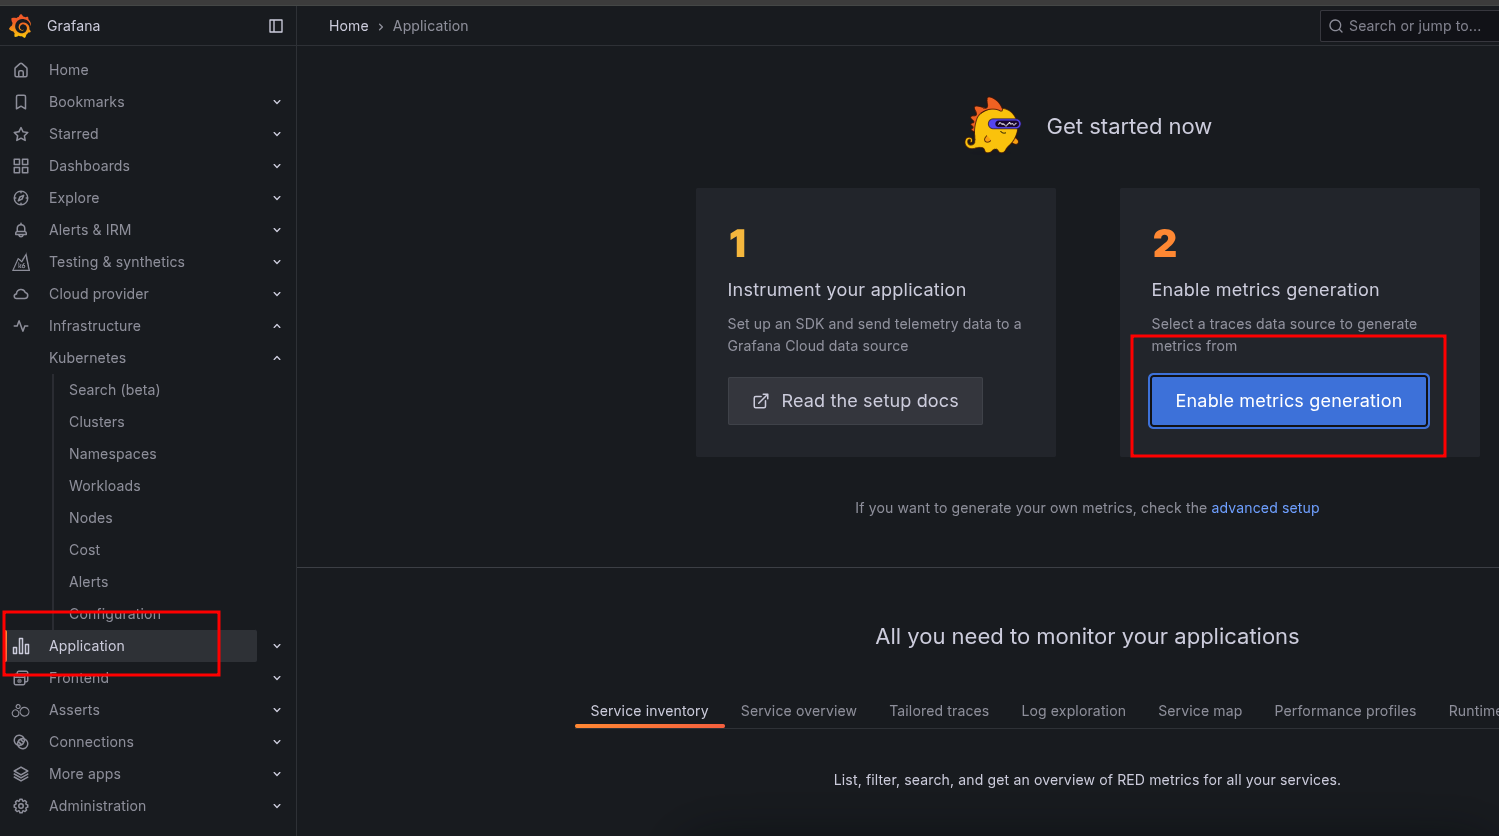 Grafana
Home › Application
Search or jump to...
Home
Bookmarks
Starred
Dashboards
Explore
Alerts & IRM
Testing & synthetics
Cloud provider
Infrastructure
Kubernetes
Search (beta)
Clusters
Namespaces
Workloads
Nodes
Cost
Alerts
Configuration
Application
Frontend
Asserts
Connections
More apps
Administration
Get started now
1
Instrument your application
Set up an SDK and send telemetry data to a
Grafana Cloud data source
Read the setup docs
2
Enable metrics generation
Select a traces data source to generate
metrics from
Enable metrics generation
If you want to generate your own metrics, check the advanced setup
All you need to monitor your applications
Service inventory Service overview Tailored traces Log exploration Service map Performance profiles Runtime
List, filter, search, and get an overview of RED metrics for all your services.